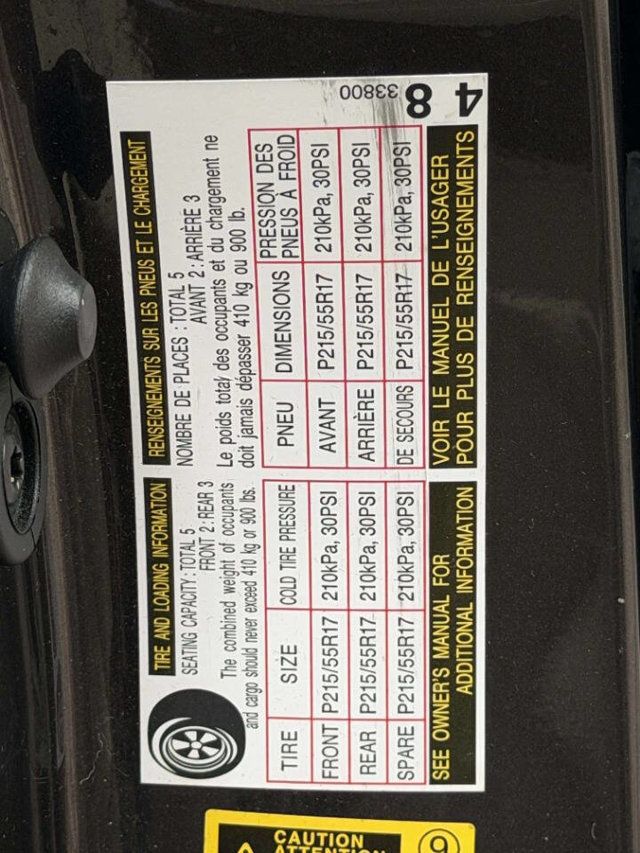 TIRE AND LOADING INFORMATION
SEATING CAPACITY : TOTAL 5
FRONT 2 : REAR 3
The combined weight of occupants
and cargo should never exceed 410 kg or 900 lbs.
TIRE SIZE COLD TIRE PRESSURE
FRONT P215/55R17 210kPa, 30PSI
REAR P215/55R17 210kPa, 30PSI
SPARE P215/55R17 210kPa, 30PSI
SEE OWNER'S MANUAL FOR
ADDITIONAL INFORMATION
RENSEIGNEMENTS SUR LES PNEUS ET LE CHARGEMENT
NOMBRE DE PLACES : TOTAL 5
AVANT 2 : ARRIÈRE 3
Le poids total des occupants et du chargement ne
doit jamais dépasser 410 kg ou 900 lb.
PNEU DIMENSIONS PRESSION DES
PNEUS À FROID
AVANT P215/55R17 210kPa, 30PSI
ARRIÈRE P215/55R17 210kPa, 30PSI
DE SECOURS P215/55R17 210kPa, 30PSI
VOIR LE MANUEL DE L'USAGER
POUR PLUS DE RENSEIGNEMENTS
33800
4 8
CAUTION
ATTENTION